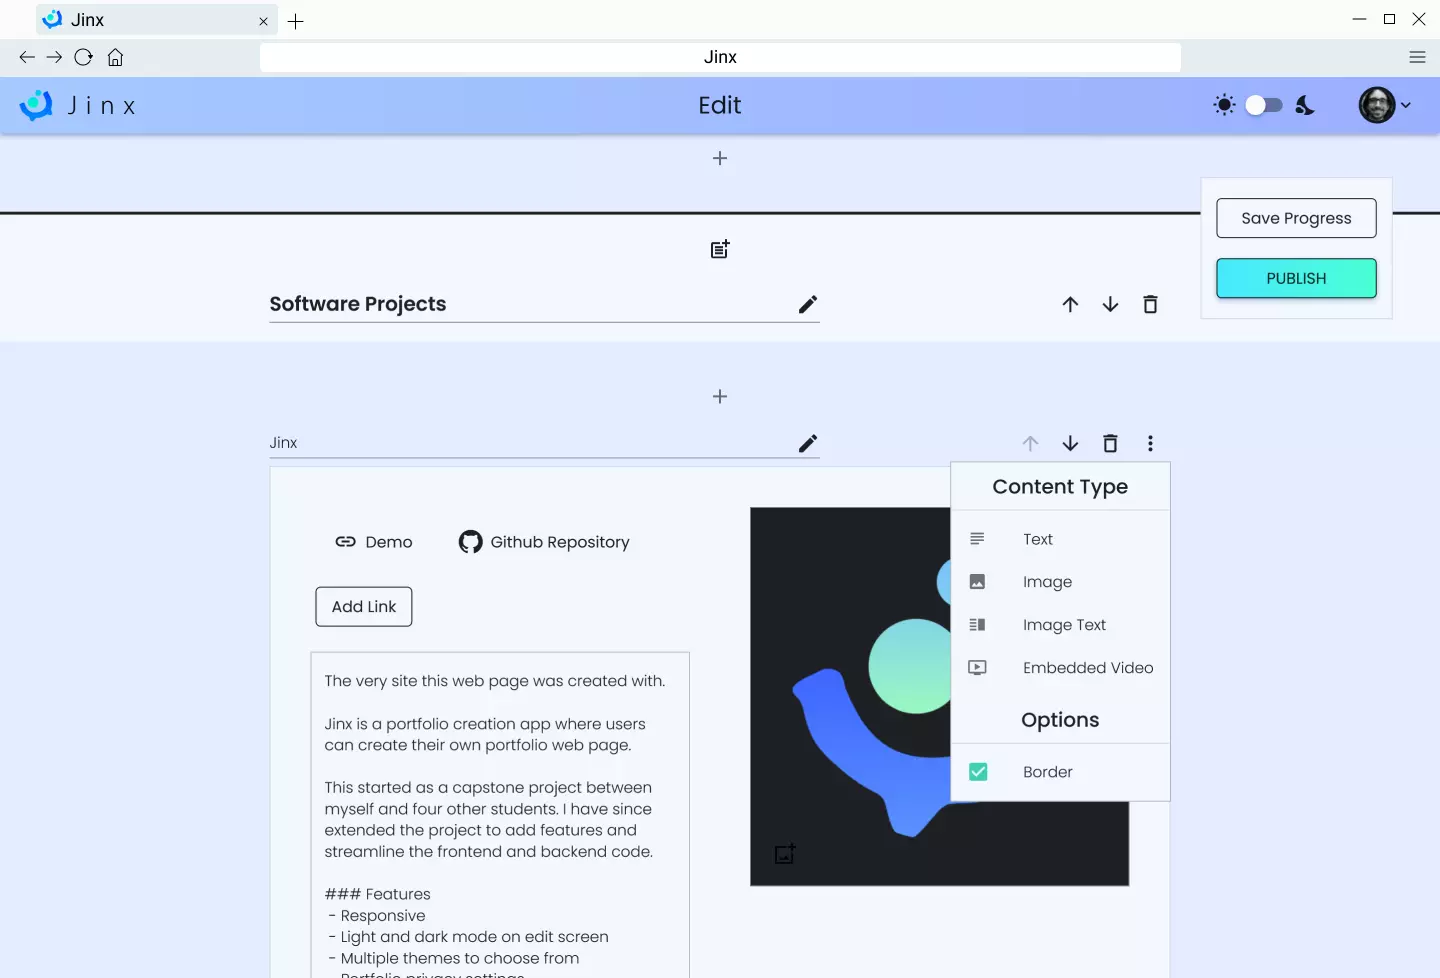 Jinx
Jinx
Jinx
Edit
Save Progress
PUBLISH
Software Projects
Jinx
Content Type
Text
Image
Image Text
Embedded Video
Options
Border
Demo
Github Repository
Add Link
The very site this web page was created with.
Jinx is a portfolio creation app where users
can create their own portfolio web page.
This started as a capstone project between
myself and four other students. I have since
extended the project to add features and
streamline the frontend and backend code.
### Features
- Responsive
- Light and dark mode on edit screen
- Multiple themes to choose from
- Portfolio privacy settings